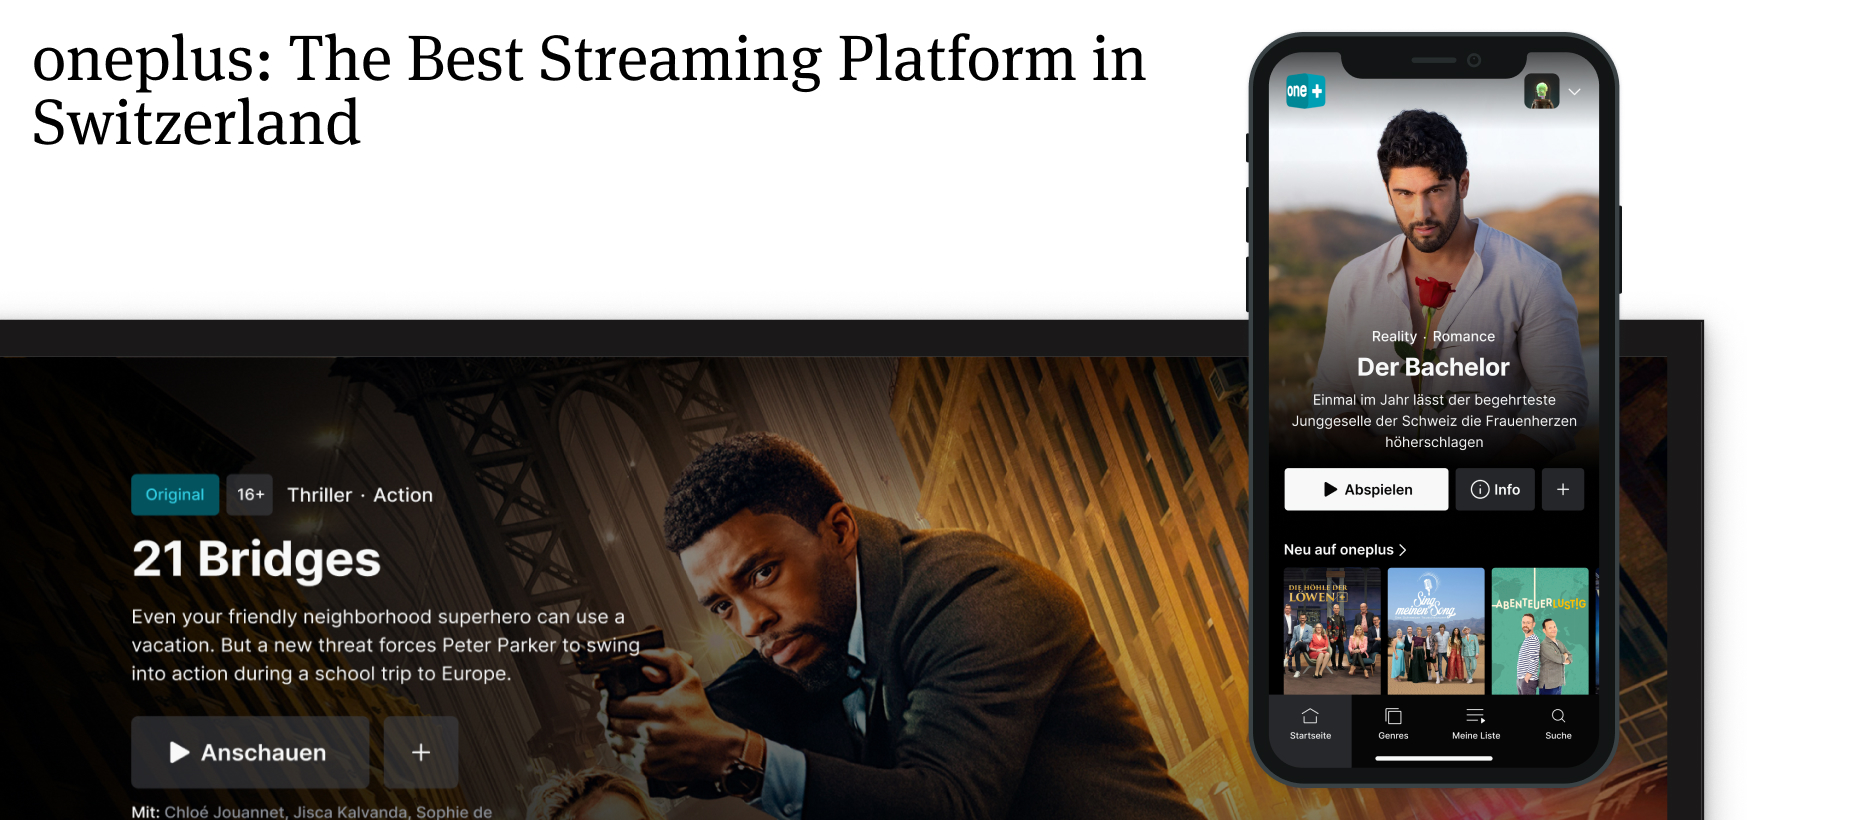 oneplus: The Best Streaming Platform in
Switzerland
Original 16+ Thriller · Action
21 Bridges
Even your friendly neighborhood superhero can use a
vacation. But a new threat forces Peter Parker to swing
into action during a school trip to Europe.
Anschauen
Mit: Chloé Jouannet, Jisca Kalvanda, Sophie de
one +
Reality · Romance
Der Bachelor
Einmal im Jahr lässt der begehrteste
Junggeselle der Schweiz die Frauenherzen
höherschlagen
Abspielen Info +
Neu auf oneplus
DIE HÖHLE DER
LÖWEN
Sing
meinen Song
ABENTEUERLUSTIG
Startseite Genres Meine Liste Suche